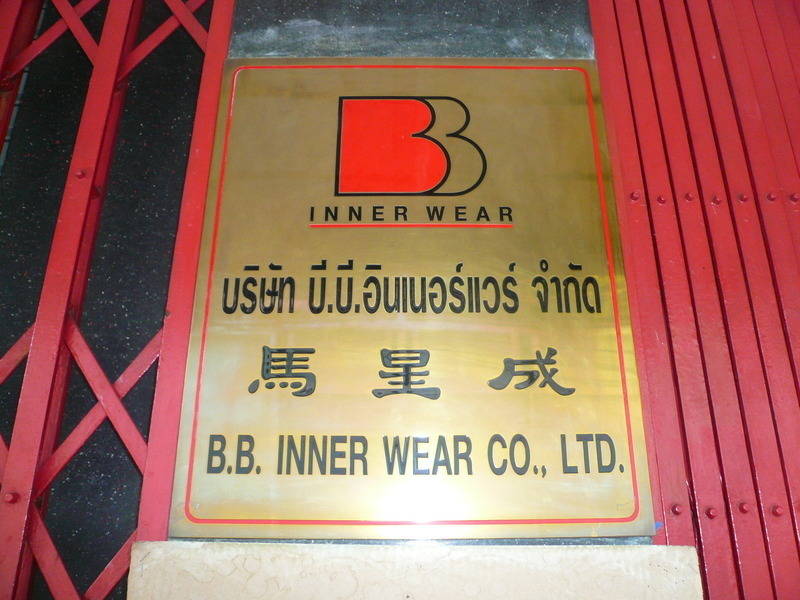 BB
INNER WEAR
บริษัท บี.บี.อินเนอร์แวร์ จำกัด
馬呈成
B.B. INNER WEAR CO., LTD.